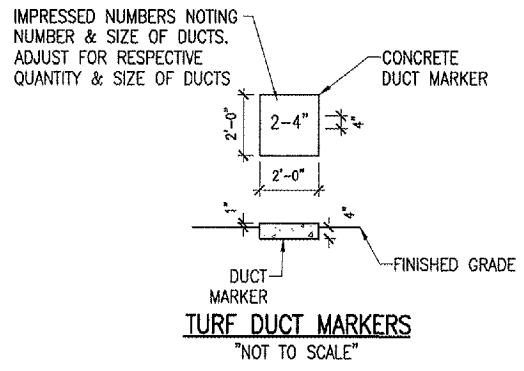 IMPRESSED NUMBERS NOTING
NUMBER & SIZE OF DUCTS.
ADJUST FOR RESPECTIVE
QUANTITY & SIZE OF DUCTS
CONCRETE
DUCT MARKER
2'-0"
2-4"
4"
2'-0"
1"
4"
FINISHED GRADE
DUCT
MARKER
TURF DUCT MARKERS
"NOT TO SCALE"